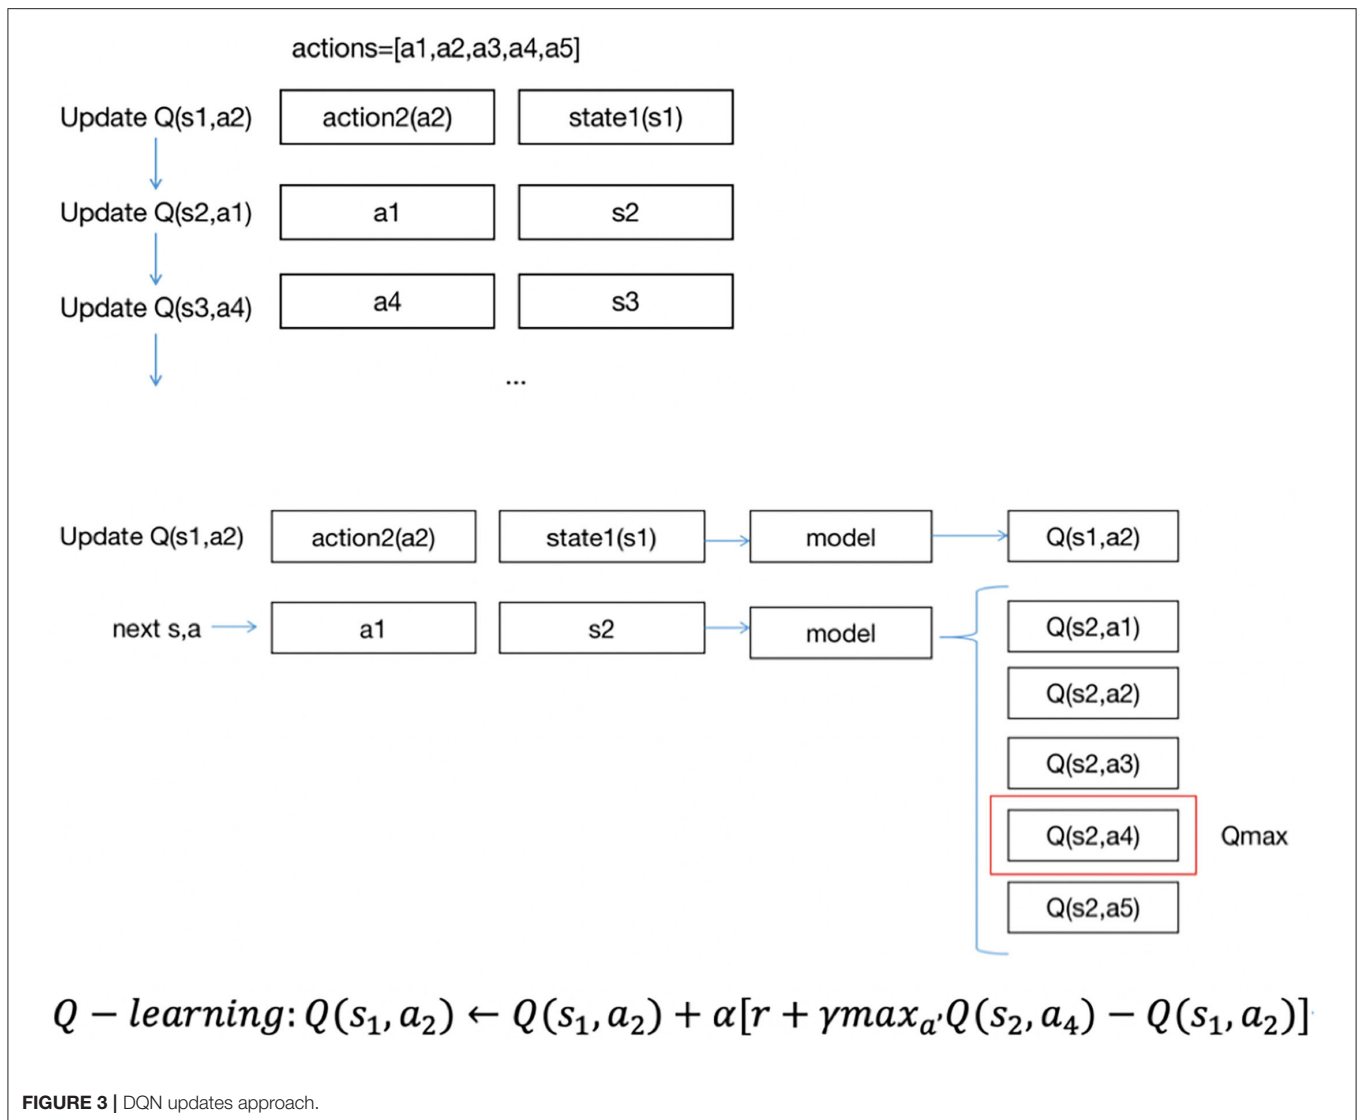 actions=[a1,a2,a3,a4,a5]
Update Q(s1,a2) action2(a2) state1(s1)
Update Q(s2,a1) a1 s2
Update Q(s3,a4) a4 s3
...
Update Q(s1,a2) action2(a2) state1(s1) model Q(s1,a2)
next s,a a1 s2 model Q(s2,a1)
Q(s2,a2)
Q(s2,a3)
Q(s2,a4) Qmax
Q(s2,a5)
Q − learning: Q(s₁, a₂) ← Q(s₁, a₂) + α[r + γmaxₐ′Q(s₂, a₄) − Q(s₁, a₂)]
FIGURE 3 | DQN updates approach.